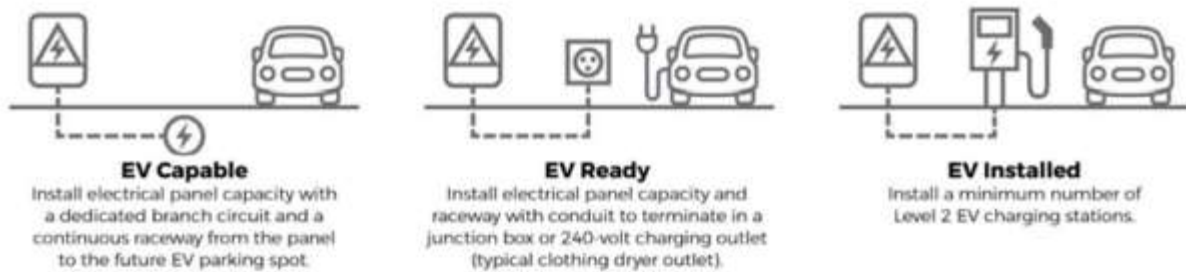 EV Capable
Install electrical panel capacity with
a dedicated branch circuit and a
continuous raceway from the panel
to the future EV parking spot.
EV Ready
Install electrical panel capacity and
raceway with conduit to terminate in a
junction box or 240-volt charging outlet
(typical clothing dryer outlet).
EV Installed
Install a minimum number of
Level 2 EV charging stations.